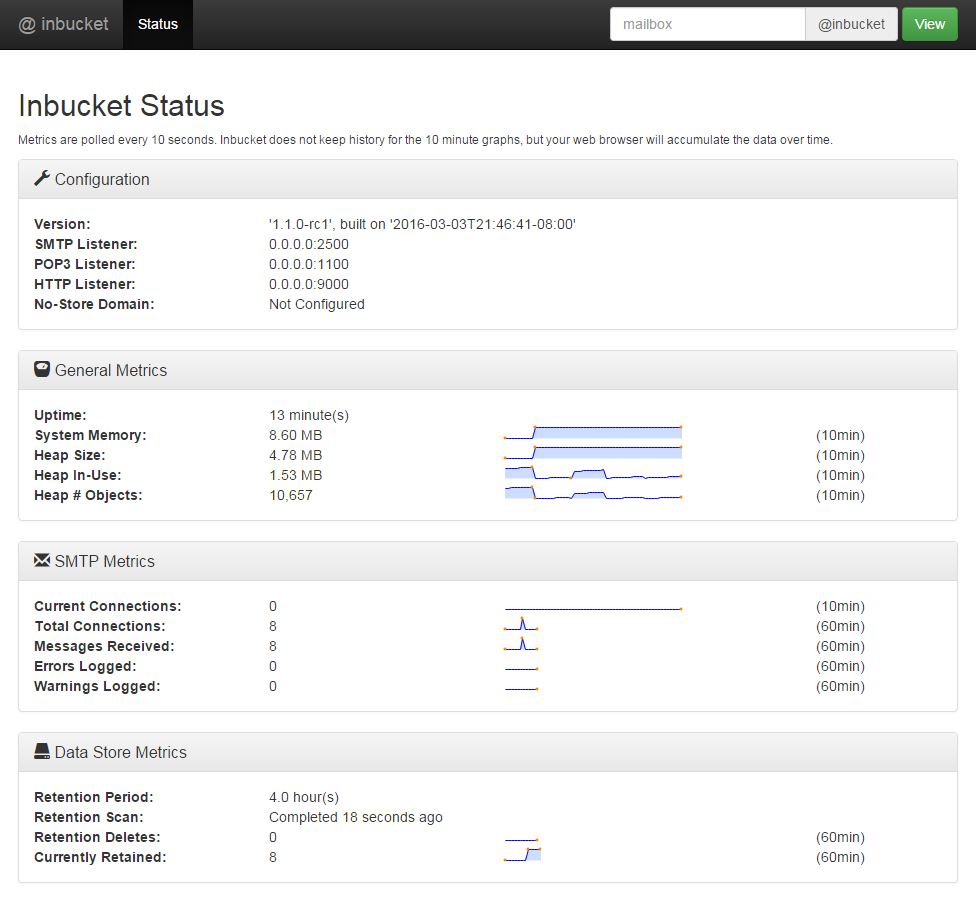 @ inbucket Status mailbox @inbucket View
Inbucket Status
Metrics are polled every 10 seconds. Inbucket does not keep history for the 10 minute graphs, but your web browser will accumulate the data over time.
Configuration
Version: '1.1.0-rc1', built on '2016-03-03T21:46:41-08:00'
SMTP Listener: 0.0.0.0:2500
POP3 Listener: 0.0.0.0:1100
HTTP Listener: 0.0.0.0:9000
No-Store Domain: Not Configured
General Metrics
Uptime: 13 minute(s)
System Memory: 8.60 MB (10min)
Heap Size: 4.78 MB (10min)
Heap In-Use: 1.53 MB (10min)
Heap # Objects: 10,657 (10min)
SMTP Metrics
Current Connections: 0 (10min)
Total Connections: 8 (60min)
Messages Received: 8 (60min)
Errors Logged: 0 (60min)
Warnings Logged: 0 (60min)
Data Store Metrics
Retention Period: 4.0 hour(s)
Retention Scan: Completed 18 seconds ago
Retention Deletes: 0 (60min)
Currently Retained: 8 (60min)